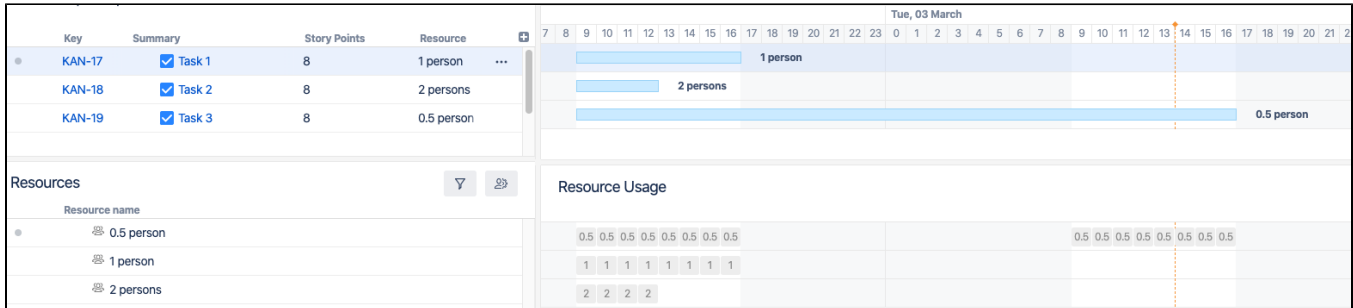 Tue, 03 March
Key Summary Story Points Resource 7 8 9 10 11 12 13 14 15 16 17 18 19 20 21 22 23 0 1 2 3 4 5 6 7 8 9 10 11 12 13 14 15 16 17 18 19 20 21 2
KAN-17 Task 1 8 1 person ... 1 person
KAN-18 Task 2 8 2 persons 2 persons
KAN-19 Task 3 8 0.5 person 0.5 person
Resources Resource Usage
Resource name
0.5 person 0.5 0.5 0.5 0.5 0.5 0.5 0.5 0.5 0.5 0.5 0.5 0.5 0.5 0.5 0.5 0.5
1 person 1 1 1 1 1 1 1 1
2 persons 2 2 2 2